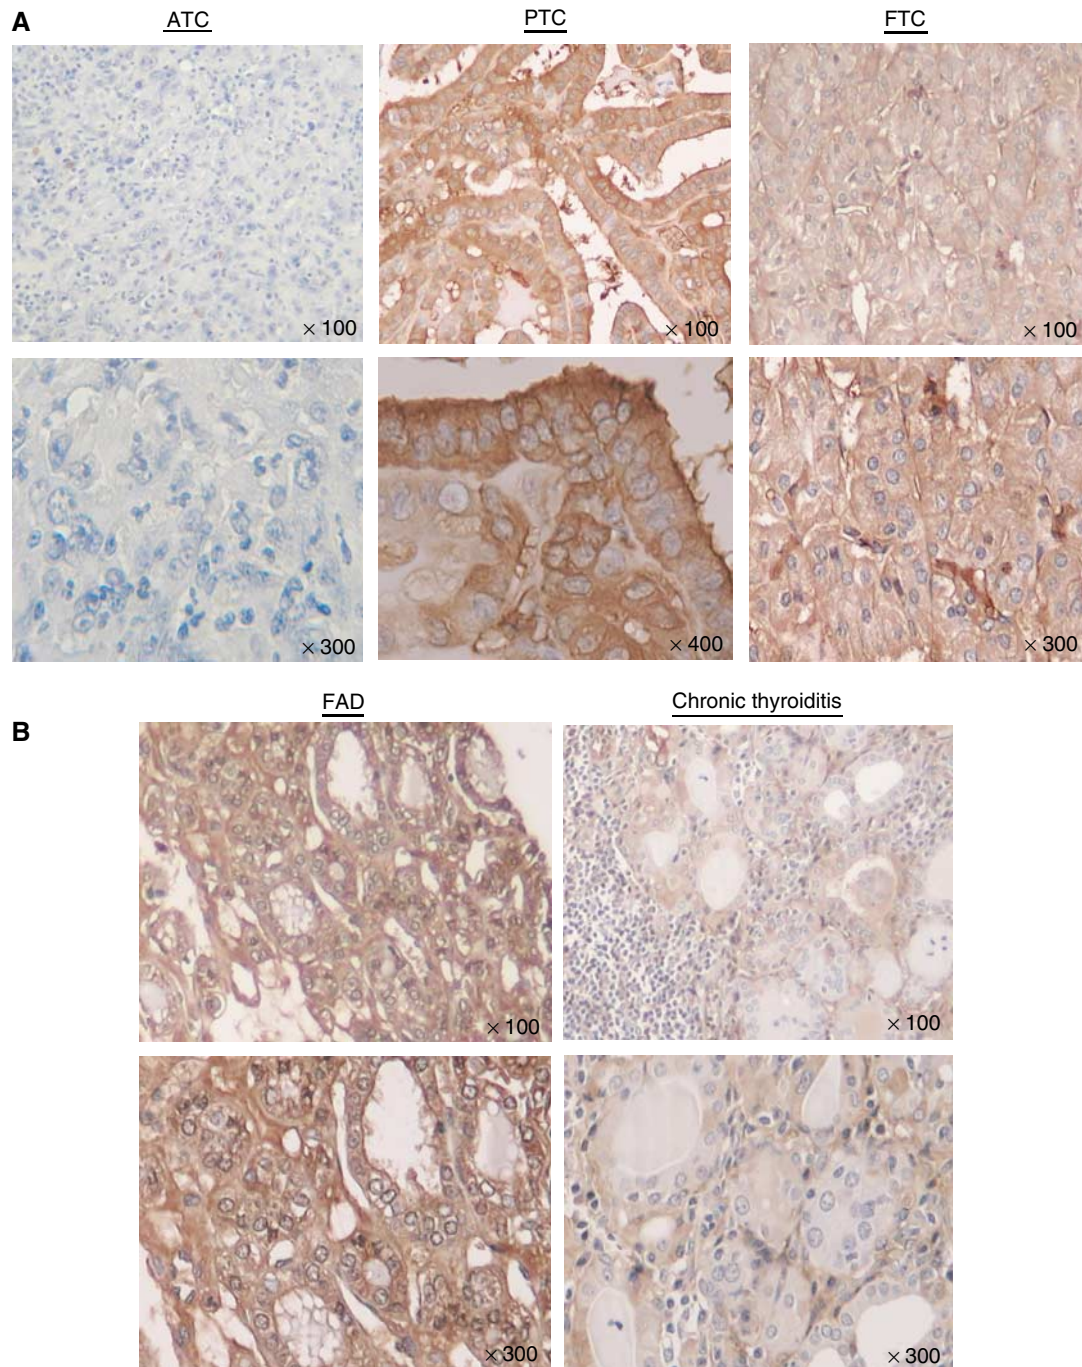 A
ATC
PTC
FTC
× 100
× 100
× 100
× 300
× 400
× 300
B
FAD
Chronic thyroiditis
× 100
× 100
× 300
× 300